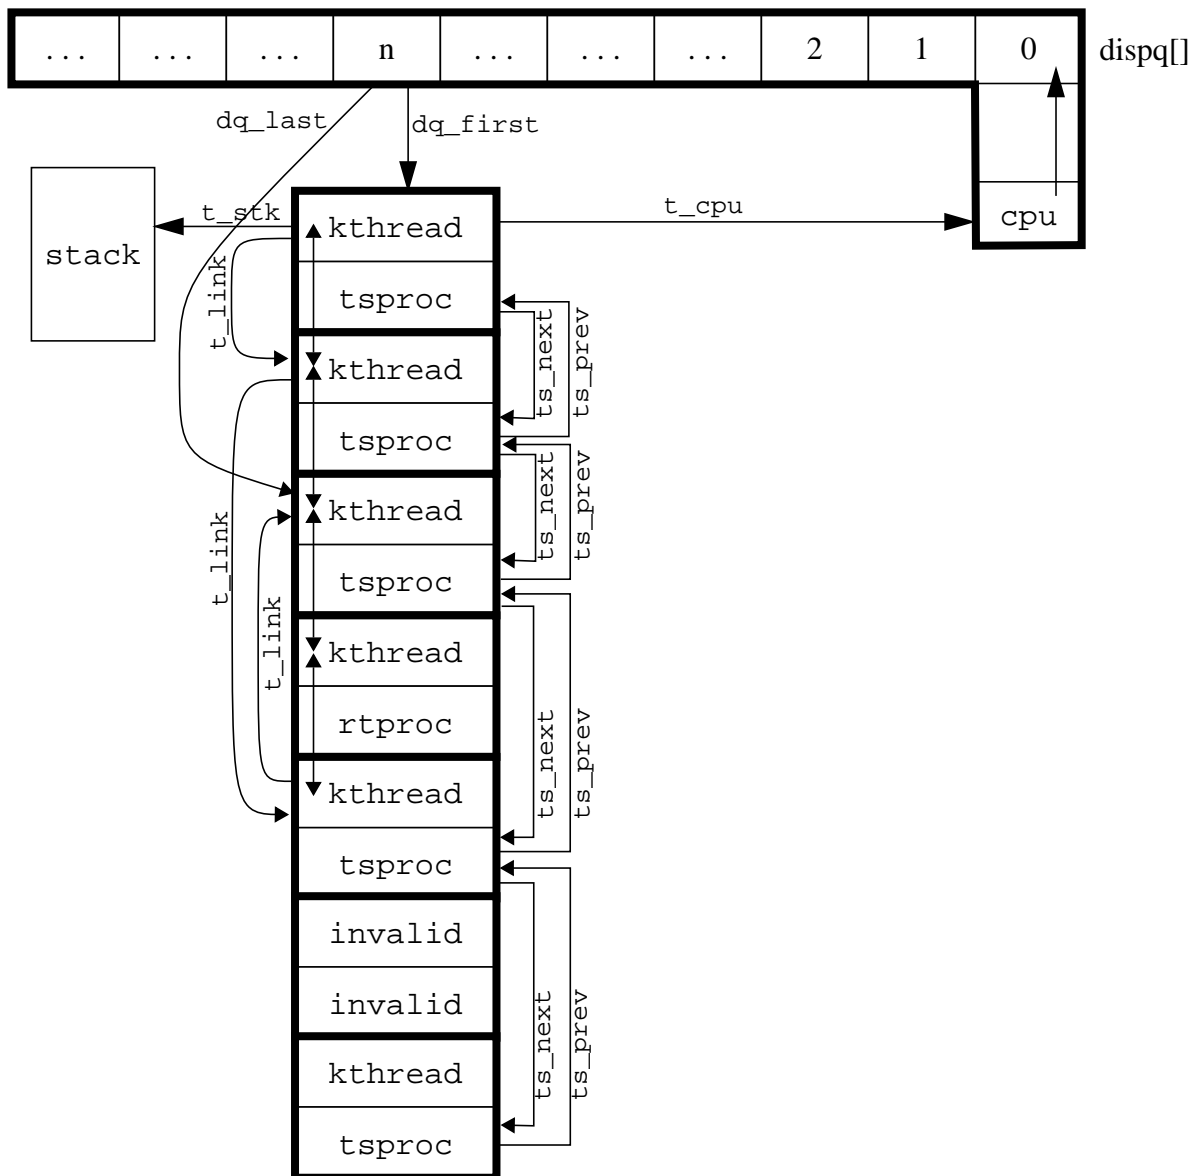 ... ... ... n ... ... ... 2 1 0 dispq[]
dq_last
dq_first
t_stk
kthread
t_cpu
cpu
stack
t_link
tsproc
ts_next
ts_prev
kthread
tsproc
t_link
kthread
ts_next
ts_prev
tsproc
t_link
kthread
rtproc
ts_next
ts_prev
kthread
tsproc
invalid
invalid
ts_next
ts_prev
kthread
tsproc